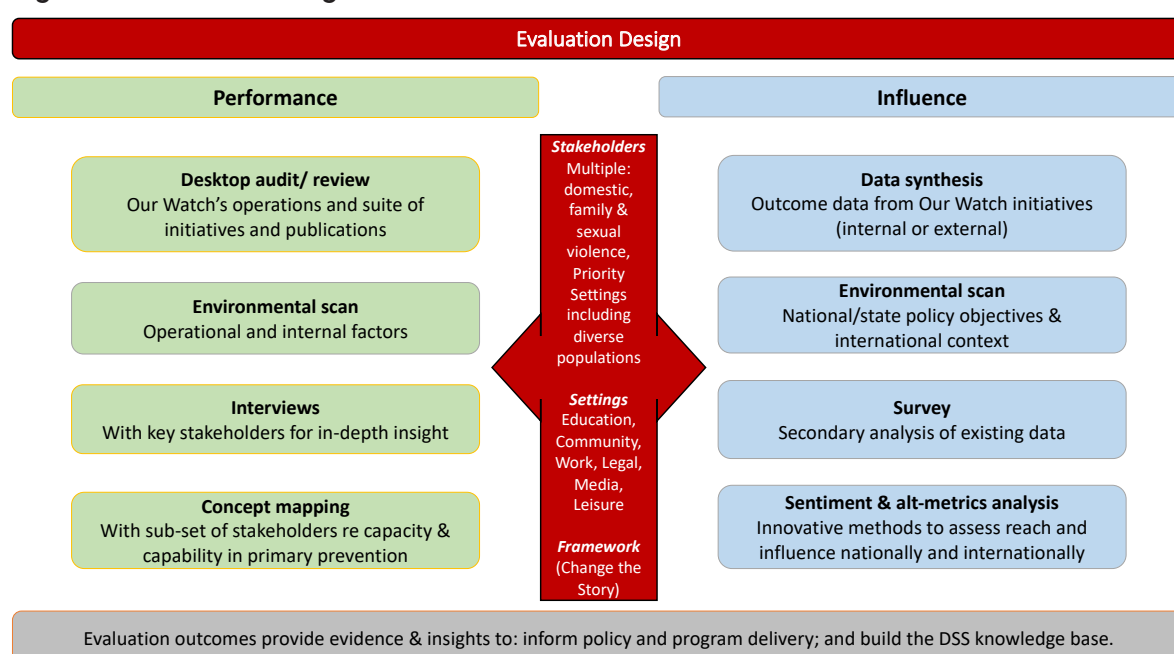 Evaluation Design
Performance
Influence
Desktop audit/ review
Our Watch's operations and suite of
initiatives and publications
Environmental scan
Operational and internal factors
Interviews
With key stakeholders for in-depth insight
Concept mapping
With sub-set of stakeholders re capacity &
capability in primary prevention
Stakeholders
Multiple:
domestic,
family &
sexual
violence,
Priority
Settings
including
diverse
populations
Settings
Education,
Community,
Work, Legal,
Media,
Leisure
Framework
(Change the
Story)
Data synthesis
Outcome data from Our Watch initiatives
(internal or external)
Environmental scan
National/state policy objectives &
international context
Survey
Secondary analysis of existing data
Sentiment & alt-metrics analysis
Innovative methods to assess reach and
influence nationally and internationally
Evaluation outcomes provide evidence & insights to: inform policy and program delivery; and build the DSS knowledge base.